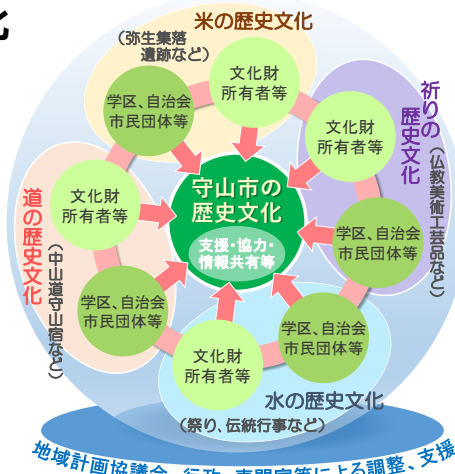 米の歴史文化
（弥生集落
遺跡など）
文化財
所有者等
学区、自治会
市民団体等
祈りの
歴史文化
（仏教美術工芸品など）
文化財
所有者等
学区、自治会
市民団体等
守山市の
歴史文化
支援・協力・
情報共有等
道の歴史文化
（中山道守山宿など）
文化財
所有者等
学区、自治会
市民団体等
学区、自治会
市民団体等
文化財
所有者等
水の歴史文化
（祭り、伝統行事など）
地域計画協議会、行政、専門家等による調整、支援